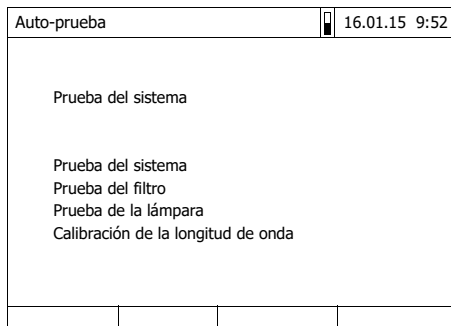 Auto-prueba 16.01.15 9:52
Prueba del sistema
Prueba del sistema
Prueba del filtro
Prueba de la lámpara
Calibración de la longitud de onda